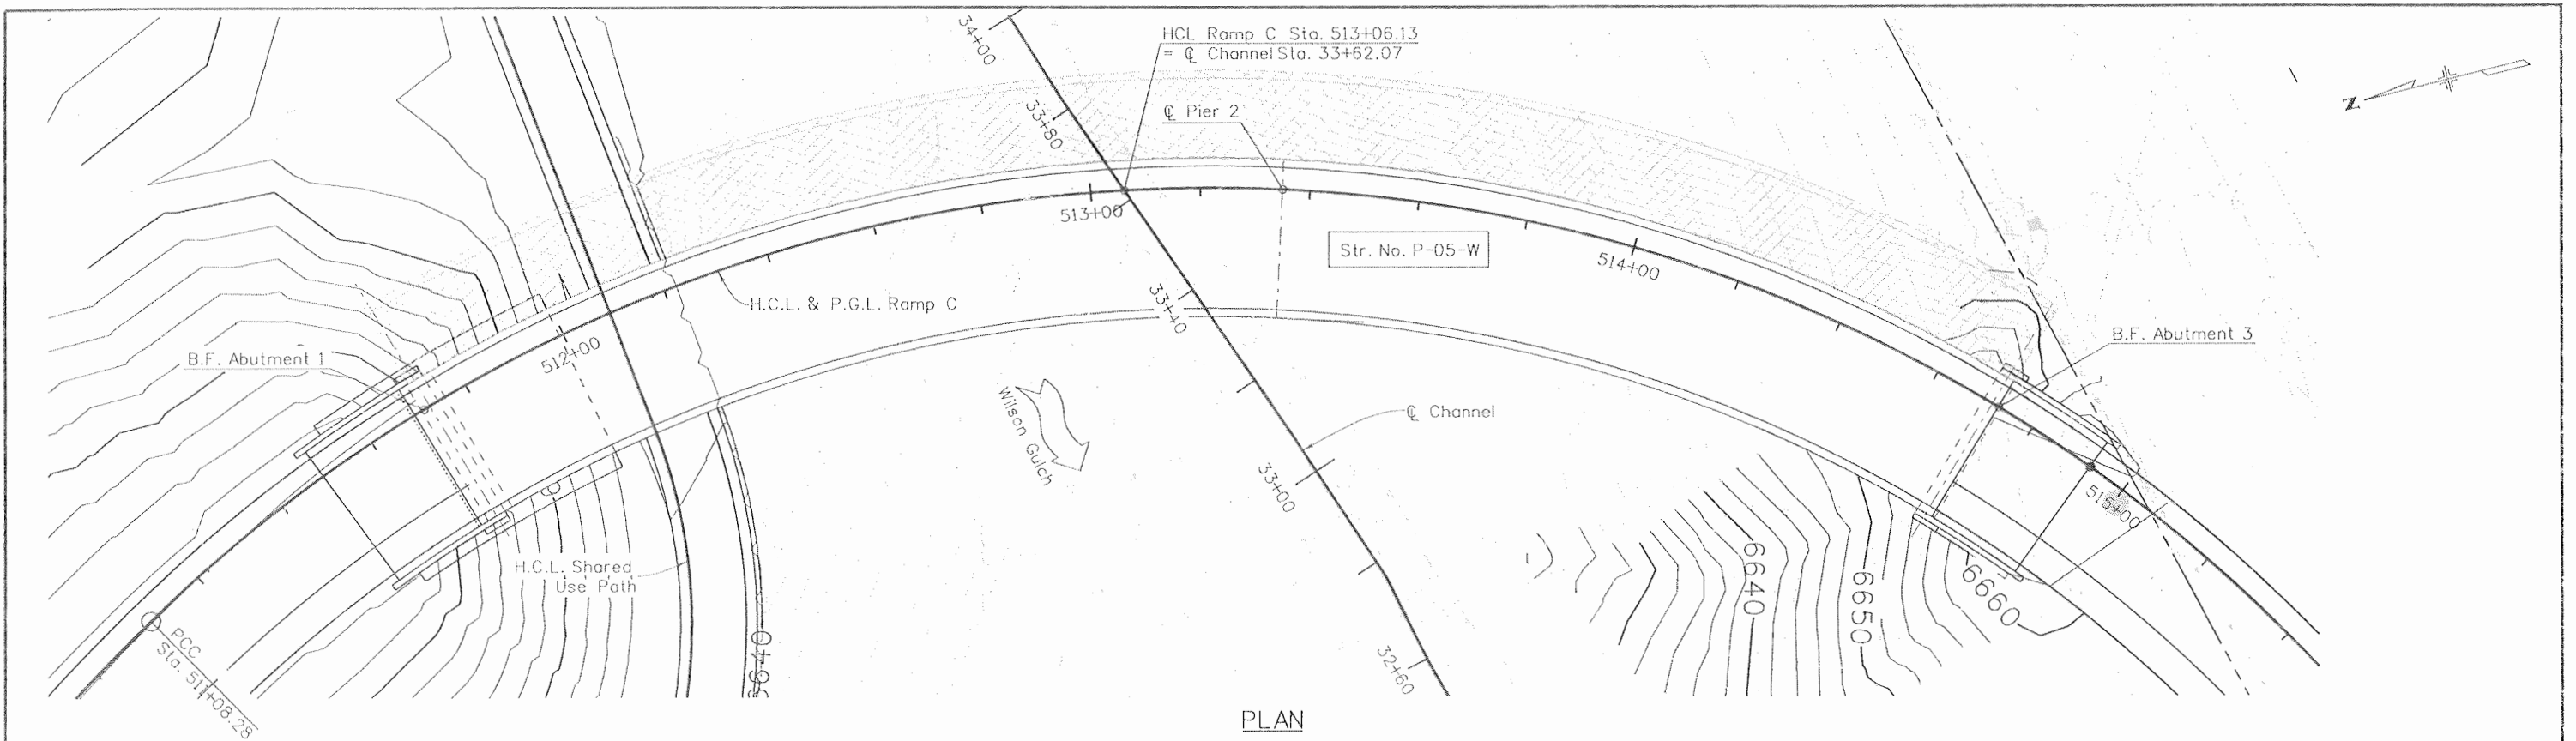 34+00
HCL Ramp C Sta. 513+06.13
= ℄ Channel Sta. 33+62.07
33+80
℄ Pier 2
N
513+00
Str. No. P-05-W
514+00
H.C.L. & P.G.L. Ramp C
33+40
512+00
B.F. Abutment 1
B.F. Abutment 3
Wilson Gulch
℄ Channel
33+00
515+00
H.C.L. Shared
Use Path
6640
6650
6660
PCC
Sta. 511+08.28
6640
32+60
PLAN